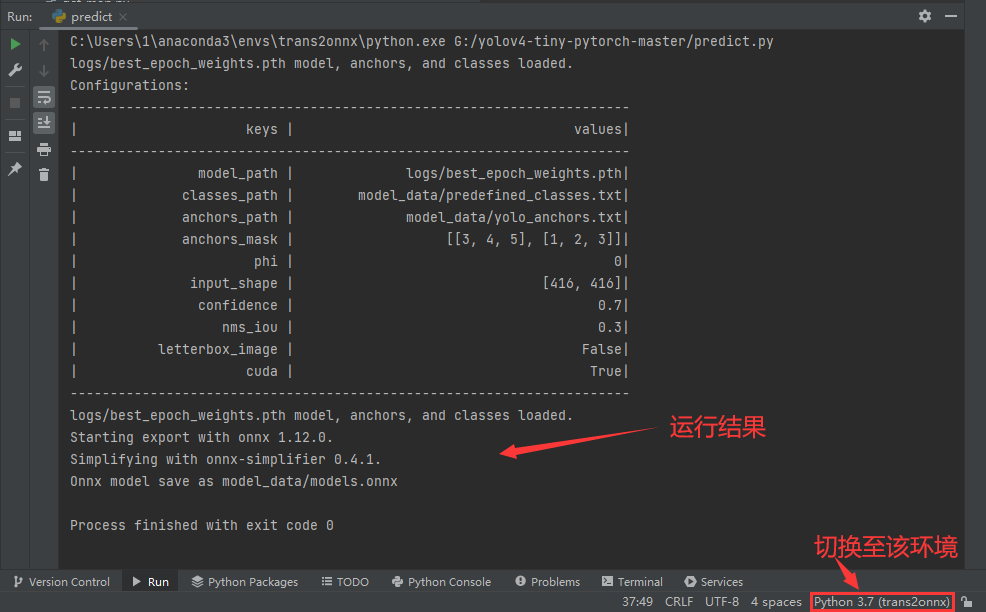 Run: predict
C:\Users\1\anaconda3\envs\trans2onnx\python.exe G:/yolov4-tiny-pytorch-master/predict.py
logs/best_epoch_weights.pth model, anchors, and classes loaded.
Configurations:
----------------------------------------------------------------------
| keys | values|
----------------------------------------------------------------------
| model_path | logs/best_epoch_weights.pth|
| classes_path | model_data/predefined_classes.txt|
| anchors_path | model_data/yolo_anchors.txt|
| anchors_mask | [[3, 4, 5], [1, 2, 3]]|
| phi | 0|
| input_shape | [416, 416]|
| confidence | 0.7|
| nms_iou | 0.3|
| letterbox_image | False|
| cuda | True|
----------------------------------------------------------------------
logs/best_epoch_weights.pth model, anchors, and classes loaded.
运行结果
Starting export with onnx 1.12.0.
Simplifying with onnx-simplifier 0.4.1.
Onnx model save as model_data/models.onnx
Process finished with exit code 0
切换至该环境
Version Control Run Python Packages TODO Python Console Problems Terminal Services
37:49 CRLF UTF-8 4 spaces Python 3.7 (trans2onnx)